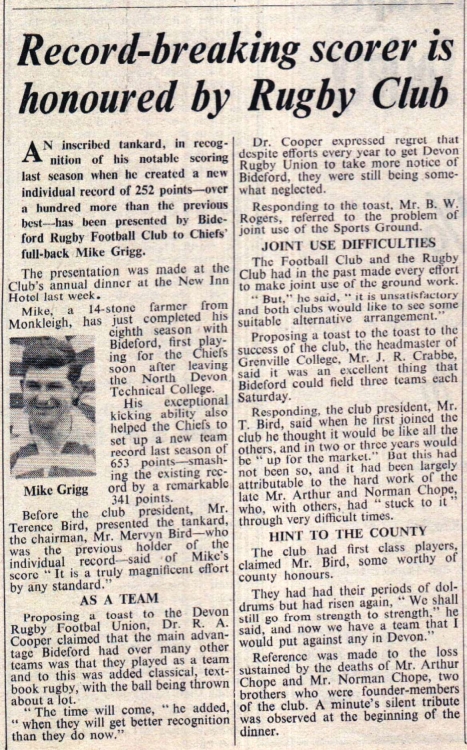 Record-breaking scorer is
honoured by Rugby Club
AN inscribed tankard, in recog-
nition of his notable scoring
last season when he created a new
individual record of 252 points—over
a hundred more than the previous
best—has been presented by Bide-
ford Rugby Football Club to Chiefs'
full-back Mike Grigg.
The presentation was made at the
Club's annual dinner at the New Inn
Hotel last week.
Mike, a 14-stone farmer from
Monkleigh, has just completed his
eighth season with
Bideford, first play-
ing for the Chiefs
soon after leaving
the North Devon
Technical College.
His exceptional
kicking ability also
helped the Chiefs to
set up a new team
record last season of
653 points—smash-
ing the existing rec-
ord by a remarkable
341 points.
Mike Grigg
Before the club president, Mr.
Terence Bird, presented the tankard,
the chairman, Mr. Mervyn Bird—who
was the previous holder of the
individual record—said of Mike's
score "It is a truly magnificent effort
by any standard."
AS A TEAM
Proposing a toast to the Devon
Rugby Footbal Union, Dr. R. A.
Cooper claimed that the main advan-
tage Bideford had over many other
teams was that they played as a team
and to this was added classical, text-
book rugby, with the ball being thrown
about a lot.
"The time will come," he added,
"when they will get better recognition
than they do now."
Dr. Cooper expressed regret that
despite efforts every year to get Devon
Rugby Union to take more notice of
Bideford, they were still being some-
what neglected.
Responding to the toast, Mr. B. W.
Rogers, referred to the problem of
joint use of the Sports Ground.
JOINT USE DIFFICULTIES
The Football Club and the Rugby
Club had in the past made every effort
to make joint use of the ground work.
"But," he said, "it is unsatisfactory
and both clubs would like to see some
suitable alternative arrangement."
Proposing a toast to the toast to the
success of the club, the headmaster of
Grenville College, Mr. J. R. Crabbe,
said it was an excellent thing that
Bideford could field three teams each
Saturday.
Responding, the club president, Mr.
T. Bird, said when he first joined the
club he thought it would be like all the
others, and in two or three years would
be "up for the market." But this had
not been so, and it had been largely
attributable to the hard work of the
late Mr. Arthur and Norman Chope,
who, with others, had "stuck to it"
through very difficult times.
HINT TO THE COUNTY
The club had first class players,
claimed Mr. Bird, some worthy of
county honours.
They had had their periods of dol-
drums but had risen again, "We shall
still go from strength to strength," he
said, and now we have a team that I
would put against any in Devon."
Reference was made to the loss
sustained by the deaths of Mr. Arthur
Chope and Mr. Norman Chope, two
brothers who were founder-members
of the club. A minute's silent tribute
was observed at the beginning of the
dinner.